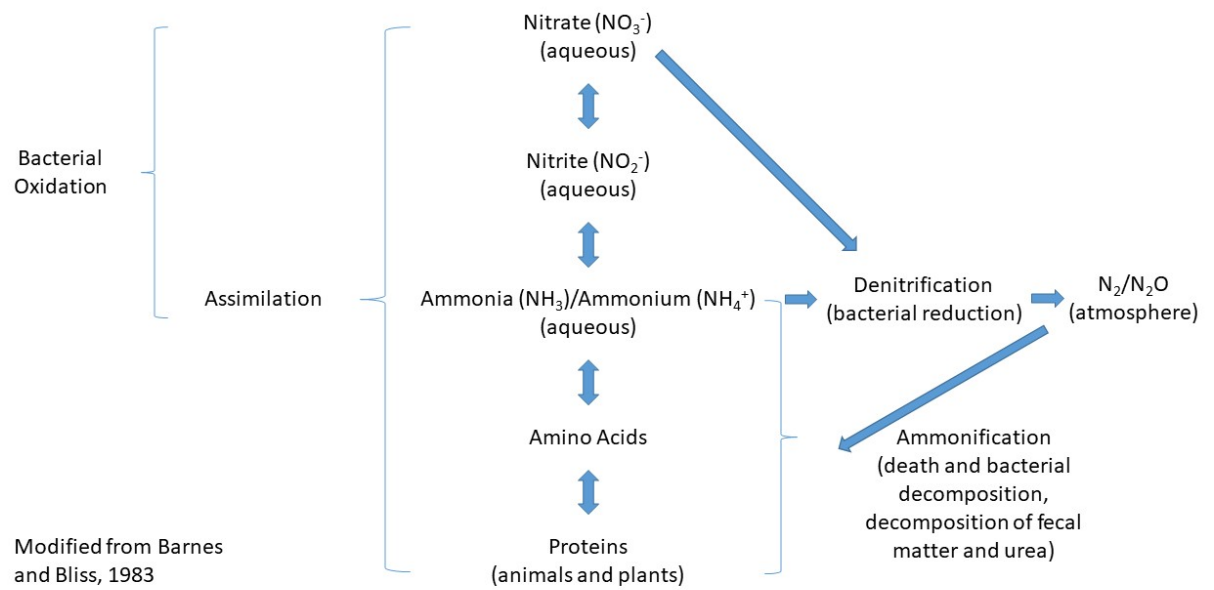 Nitrate (NO₃⁻)
(aqueous)
Bacterial
Oxidation
Nitrite (NO₂⁻)
(aqueous)
Assimilation
Ammonia (NH₃)/Ammonium (NH₄⁺)
(aqueous)
Denitrification
(bacterial reduction)
N₂/N₂O
(atmosphere)
Amino Acids
Ammonification
(death and bacterial
decomposition,
decomposition of fecal
matter and urea)
Proteins
(animals and plants)
Modified from Barnes
and Bliss, 1983